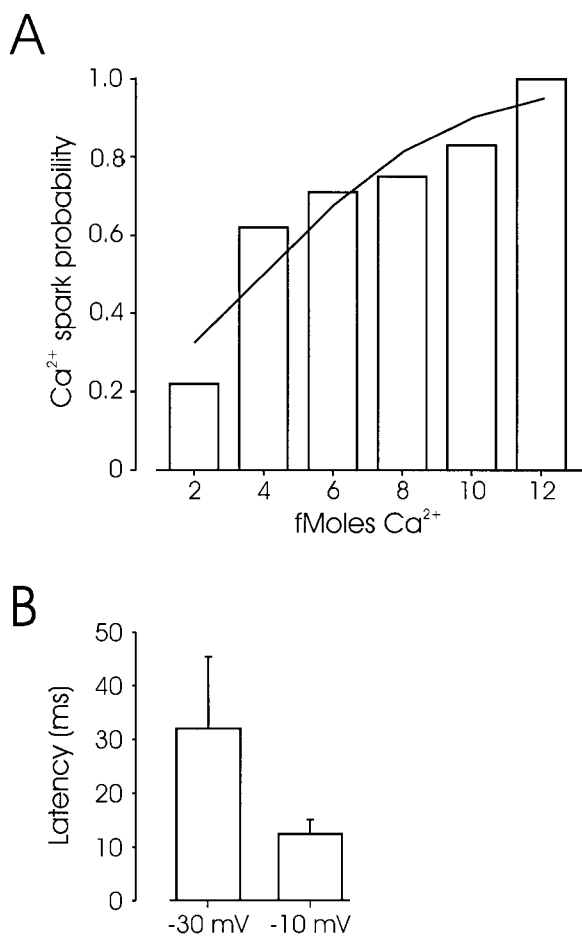 A
Ca²⁺ spark probability
1.0
0.8
0.6
0.4
0.2
0
2 4 6 8 10 12
fMoles Ca²⁺
B
Latency (ms)
50
40
30
20
10
0
-30 mV -10 mV